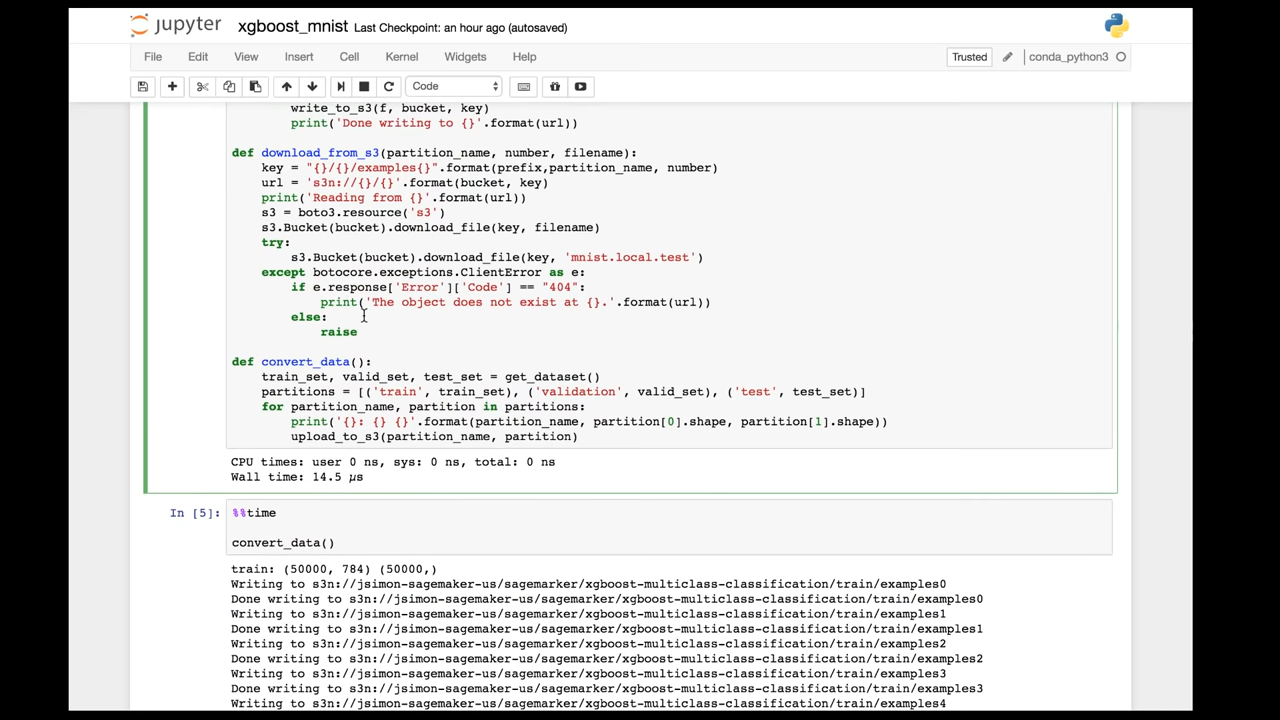 jupyter xgboost_mnist Last Checkpoint: an hour ago (autosaved)
File Edit View Insert Cell Kernel Widgets Help Trusted conda_python3
Code
write_to_s3(f, bucket, key)
print('Done writing to {}'.format(url))
def download_from_s3(partition_name, number, filename):
key = "{}/{}/examples{}".format(prefix,partition_name, number)
url = 's3n://{}/{}'.format(bucket, key)
print('Reading from {}'.format(url))
s3 = boto3.resource('s3')
s3.Bucket(bucket).download_file(key, filename)
try:
s3.Bucket(bucket).download_file(key, 'mnist.local.test')
except botocore.exceptions.ClientError as e:
if e.response['Error']['Code'] == "404":
print('The object does not exist at {}.'.format(url))
else:
raise
def convert_data():
train_set, valid_set, test_set = get_dataset()
partitions = [('train', train_set), ('validation', valid_set), ('test', test_set)]
for partition_name, partition in partitions:
print('{}: {} {}'.format(partition_name, partition[0].shape, partition[1].shape))
upload_to_s3(partition_name, partition)
CPU times: user 0 ns, sys: 0 ns, total: 0 ns
Wall time: 14.5 µs
In [5]: %%time
convert_data()
train: (50000, 784) (50000,)
Writing to s3n://jsimon-sagemaker-us/sagemarker/xgboost-multiclass-classification/train/examples0
Done writing to s3n://jsimon-sagemaker-us/sagemarker/xgboost-multiclass-classification/train/examples0
Writing to s3n://jsimon-sagemaker-us/sagemarker/xgboost-multiclass-classification/train/examples1
Done writing to s3n://jsimon-sagemaker-us/sagemarker/xgboost-multiclass-classification/train/examples1
Writing to s3n://jsimon-sagemaker-us/sagemarker/xgboost-multiclass-classification/train/examples2
Done writing to s3n://jsimon-sagemaker-us/sagemarker/xgboost-multiclass-classification/train/examples2
Writing to s3n://jsimon-sagemaker-us/sagemarker/xgboost-multiclass-classification/train/examples3
Done writing to s3n://jsimon-sagemaker-us/sagemarker/xgboost-multiclass-classification/train/examples3
Writing to s3n://jsimon-sagemaker-us/sagemarker/xgboost-multiclass-classification/train/examples4